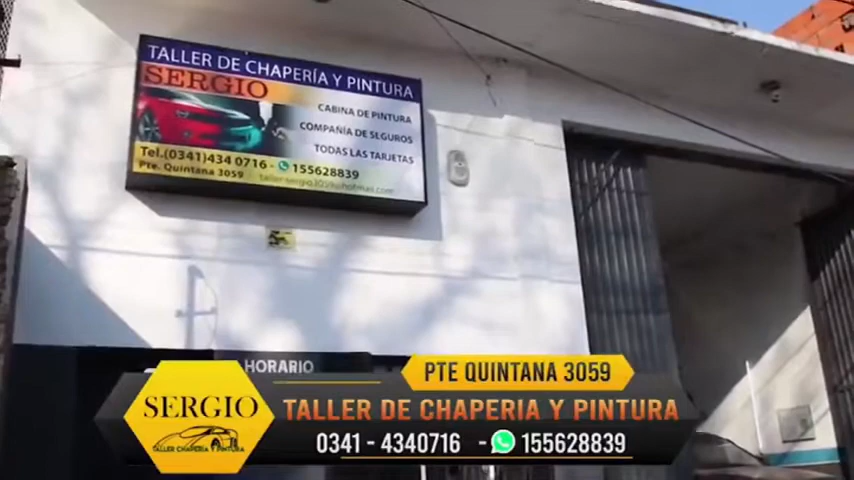 TALLER DE CHAPERÍA Y PINTURA
SERGIO
CABINA DE PINTURA
COMPAÑÍA DE SEGUROS
TODAS LAS TARJETAS
Tel.(0341)434 0716 - 155628839
Pte. Quintana 3059
HORARIO
PTE QUINTANA 3059
SERGIO
TALLER CHAPERIA Y PINTURA
TALLER DE CHAPERIA Y PINTURA
0341 - 4340716 - 155628839